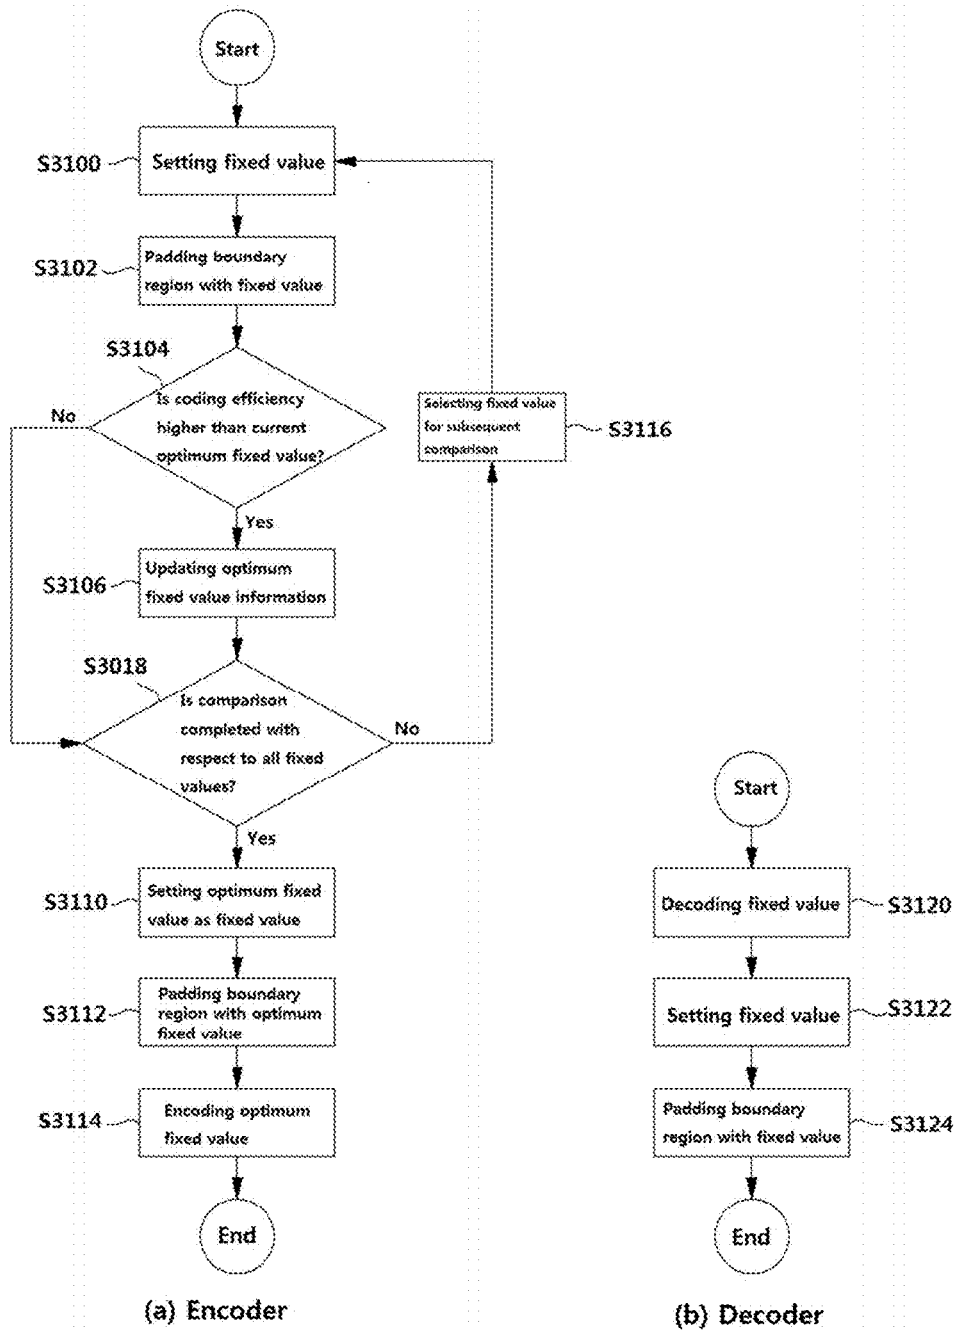 Start
S3100
Setting fixed value
S3102
Padding boundary
region with fixed value
S3104
Is coding efficiency
higher than current
optimum fixed value?
No
Yes
Selecting fixed value
for subsequent
comparison
S3116
S3106
Updating optimum
fixed value information
S3018
Is comparison
completed with
respect to all fixed
values?
No
Yes
S3110
Setting optimum fixed
value as fixed value
S3112
Padding boundary
region with optimum
fixed value
S3114
Encoding optimum
fixed value
End
(a) Encoder
Start
Decoding fixed value
S3120
Setting fixed value
S3122
Padding boundary
region with fixed value
S3124
End
(b) Decoder